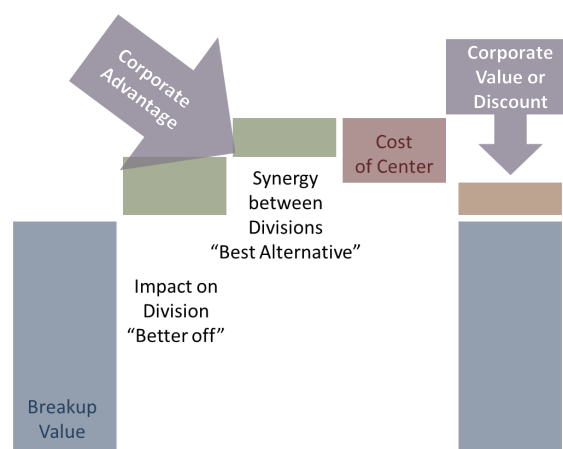 Corporate
Advantage
Corporate
Value or
Discount
Cost
of Center
Synergy
between
Divisions
“Best Alternative”
Impact on
Division
“Better off”
Breakup
Value